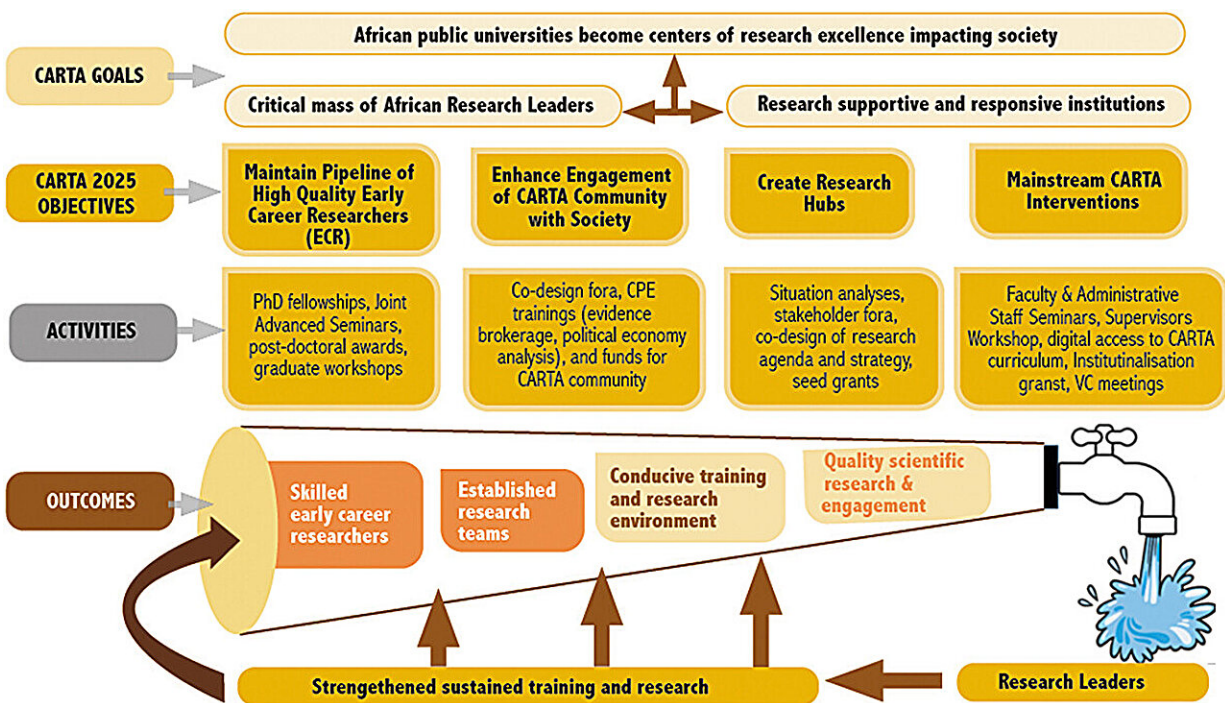 African public universities become centers of research excellence impacting society
CARTA GOALS
Critical mass of African Research Leaders
Research supportive and responsive institutions
CARTA 2025
OBJECTIVES
Maintain Pipeline of
High Quality Early
Career Researchers
(ECR)
Enhance Engagement
of CARTA Community
with Society
Create Research
Hubs
Mainstream CARTA
Interventions
ACTIVITIES
PhD fellowships, Joint
Advanced Seminars,
post-doctoral awards,
graduate workshops
Co-design fora, CPE
trainings (evidence
brokerage, political economy
analysis), and funds for
CARTA community
Situation analyses,
stakeholder fora,
co-design of research
agenda and strategy,
seed grants
Faculty & Administrative
Staff Seminars, Supervisors
Workshop, digital access to CARTA
curriculum, Institutinalisation
granst, VC meetings
OUTCOMES
Skilled
early career
researchers
Established
research
teams
Conducive training
and research
environment
Quality scientific
research &
engagement
Strengethened sustained training and research
Research Leaders